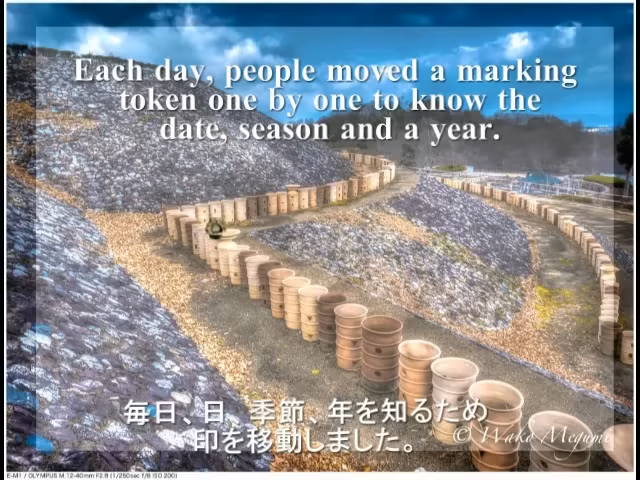 Each day, people moved a marking
token one by one to know the
date, season and a year.
毎日、日、季節、年を知るため
印を移動しました。
© Wako Megumi
E-M1 / OLYMPUS M.12-40mm F2.8 (1/250sec f/8 ISO 200)